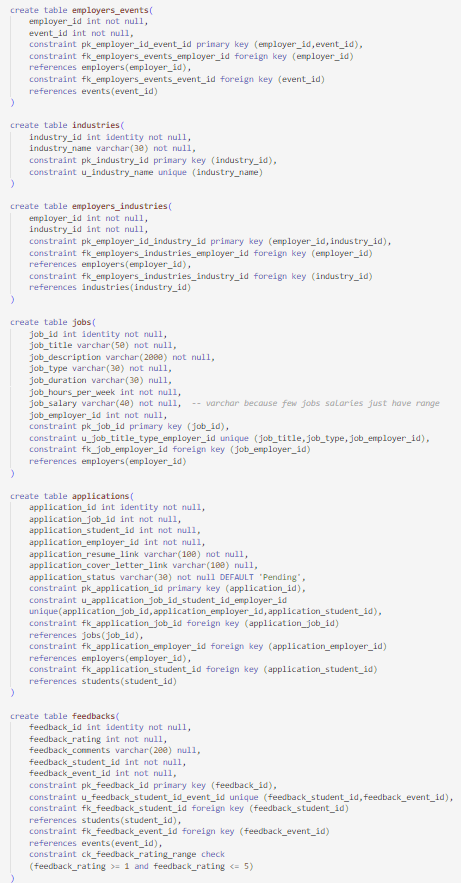 create table employers_events(
    employer_id int not null,
    event_id int not null,
    constraint pk_employer_id_event_id primary key (employer_id,event_id),
    constraint fk_employers_events_employer_id foreign key (employer_id)
    references employers(employer_id),
    constraint fk_employers_events_event_id foreign key (event_id)
    references events(event_id)
)

create table industries(
    industry_id int identity not null,
    industry_name varchar(30) not null,
    constraint pk_industry_id primary key (industry_id),
    constraint u_industry_name unique (industry_name)
)

create table employers_industries(
    employer_id int not null,
    industry_id int not null,
    constraint pk_employer_id_industry_id primary key (employer_id,industry_id),
    constraint fk_employers_industries_employer_id foreign key (employer_id)
    references employers(employer_id),
    constraint fk_employers_industries_industry_id foreign key (industry_id)
    references industries(industry_id)
)

create table jobs(
    job_id int identity not null,
    job_title varchar(50) not null,
    job_description varchar(2000) not null,
    job_type varchar(30) not null,
    job_duration varchar(30) null,
    job_hours_per_week int not null,
    job_salary varchar(40) not null,  -- varchar because few jobs salaries just have range
    job_employer_id int not null,
    constraint pk_job_id primary key (job_id),
    constraint u_job_title_type_employer_id unique (job_title,job_type,job_employer_id),
    constraint fk_job_employer_id foreign key (job_employer_id)
    references employers(employer_id)
)

create table applications(
    application_id int identity not null,
    application_job_id int not null,
    application_student_id int not null,
    application_employer_id int not null,
    application_resume_link varchar(100) not null,
    application_cover_letter_link varchar(100) null,
    application_status varchar(30) not null DEFAULT 'Pending',
    constraint pk_application_id primary key (application_id),
    constraint u_application_job_id_student_id_employer_id
    unique(application_job_id,application_employer_id,application_student_id),
    constraint fk_application_job_id foreign key (application_job_id)
    references jobs(job_id),
    constraint fk_application_employer_id foreign key (application_employer_id)
    references employers(employer_id),
    constraint fk_application_student_id foreign key (application_student_id)
    references students(student_id)
)

create table feedbacks(
    feedback_id int identity not null,
    feedback_rating int not null,
    feedback_comments varchar(200) null,
    feedback_student_id int not null,
    feedback_event_id int not null,
    constraint pk_feedback_id primary key (feedback_id),
    constraint u_feedback_student_id_event_id unique (feedback_student_id,feedback_event_id),
    constraint fk_feedback_student_id foreign key (feedback_student_id)
    references students(student_id),
    constraint fk_feedback_event_id foreign key (feedback_event_id)
    references events(event_id),
    constraint ck_feedback_rating_range check
    (feedback_rating >= 1 and feedback_rating <= 5)
)